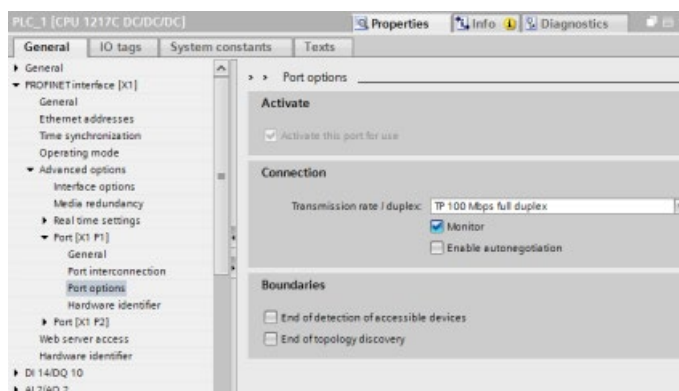 PLC_1 [CPU 1217C DC/DC/DC]
Properties
Info
Diagnostics
General
IO tags
System constants
Texts
General
PROFINET interface [X1]
General
Ethernet addresses
Time synchronization
Operating mode
Advanced options
Interface options
Media redundancy
Real time settings
Port [X1 P1]
General
Port interconnection
Port options
Hardware identifier
Port [X1 P2]
Web server access
Hardware identifier
DI 14/DQ 10
AI 2/AQ 2
> > Port options
Activate
Activate this port for use
Connection
Transmission rate / duplex: TP 100 Mbps full duplex
Monitor
Enable autonegotiation
Boundaries
End of detection of accessible devices
End of topology discovery